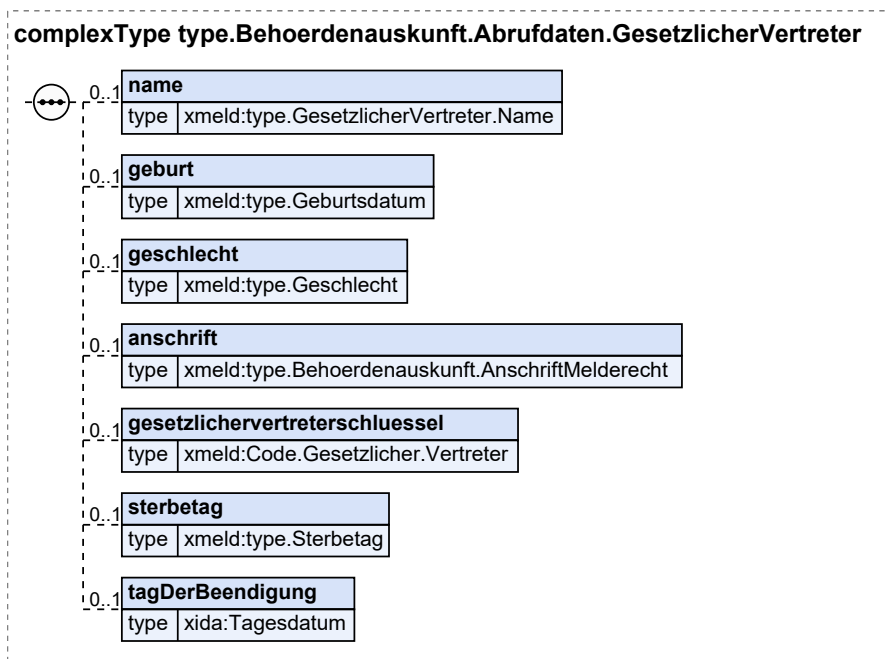 complexType type.Behoerdenauskunft.Abrufdaten.GesetzlicherVertreter
0..1 name
type xmeld:type.GesetzlicherVertreter.Name
0..1 geburt
type xmeld:type.Geburtsdatum
0..1 geschlecht
type xmeld:type.Geschlecht
0..1 anschrift
type xmeld:type.Behoerdenauskunft.AnschriftMelderecht
0..1 gesetzlichervertreterschluessel
type xmeld:Code.Gesetzlicher.Vertreter
0..1 sterbetag
type xmeld:type.Sterbetag
0..1 tagDerBeendigung
type xida:Tagesdatum